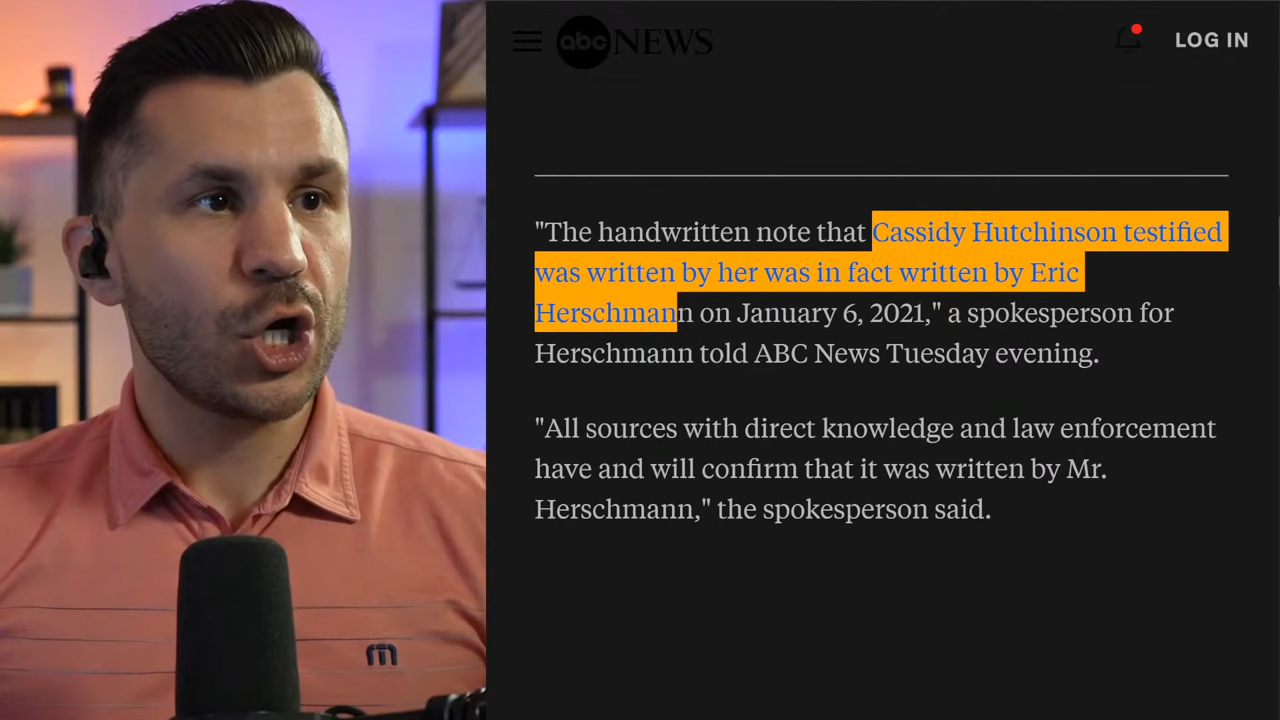 abc NEWS
LOG IN
"The handwritten note that Cassidy Hutchinson testified
was written by her was in fact written by Eric
Herschmann on January 6, 2021," a spokesperson for
Herschmann told ABC News Tuesday evening.
"All sources with direct knowledge and law enforcement
have and will confirm that it was written by Mr.
Herschmann," the spokesperson said.